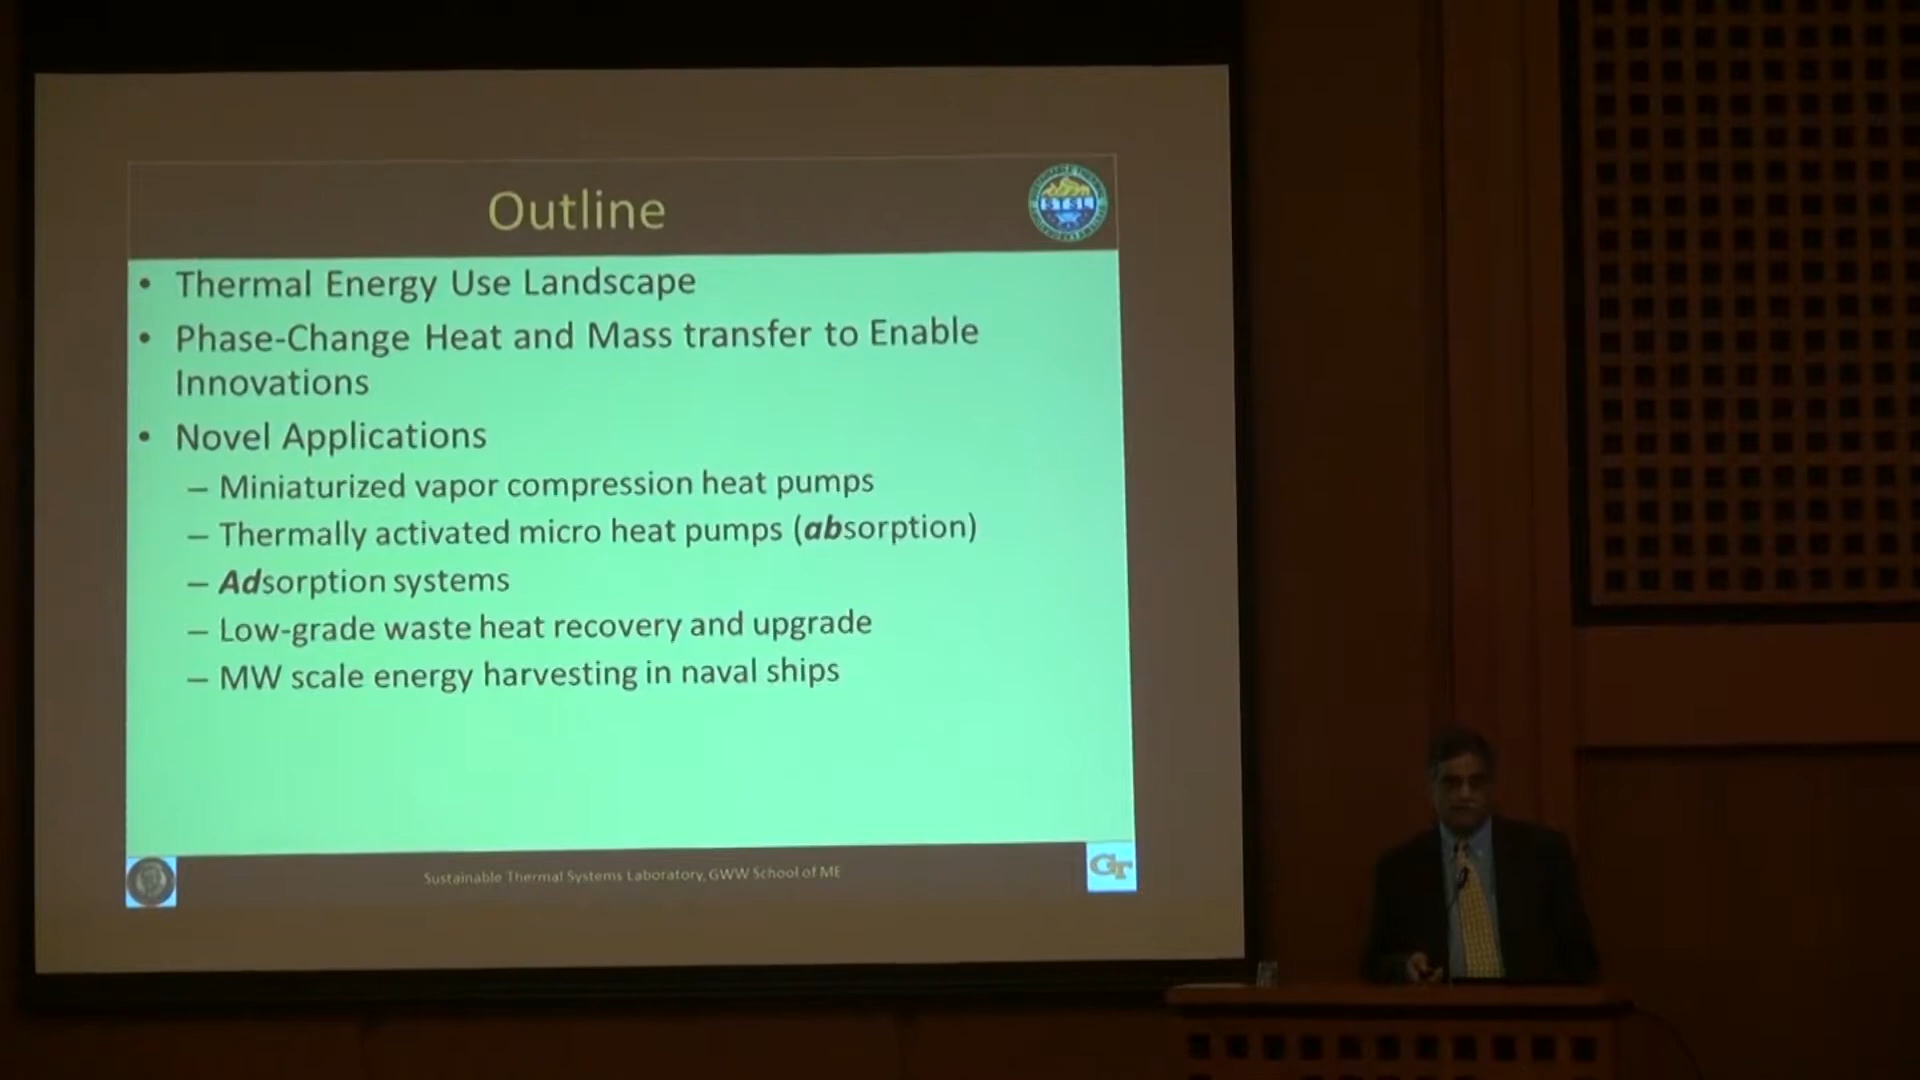 Outline
STSL
• Thermal Energy Use Landscape
• Phase-Change Heat and Mass transfer to Enable
Innovations
• Novel Applications
– Miniaturized vapor compression heat pumps
– Thermally activated micro heat pumps (absorption)
– Adsorption systems
– Low-grade waste heat recovery and upgrade
– MW scale energy harvesting in naval ships
Sustainable Thermal Systems Laboratory, GWW School of ME
GT